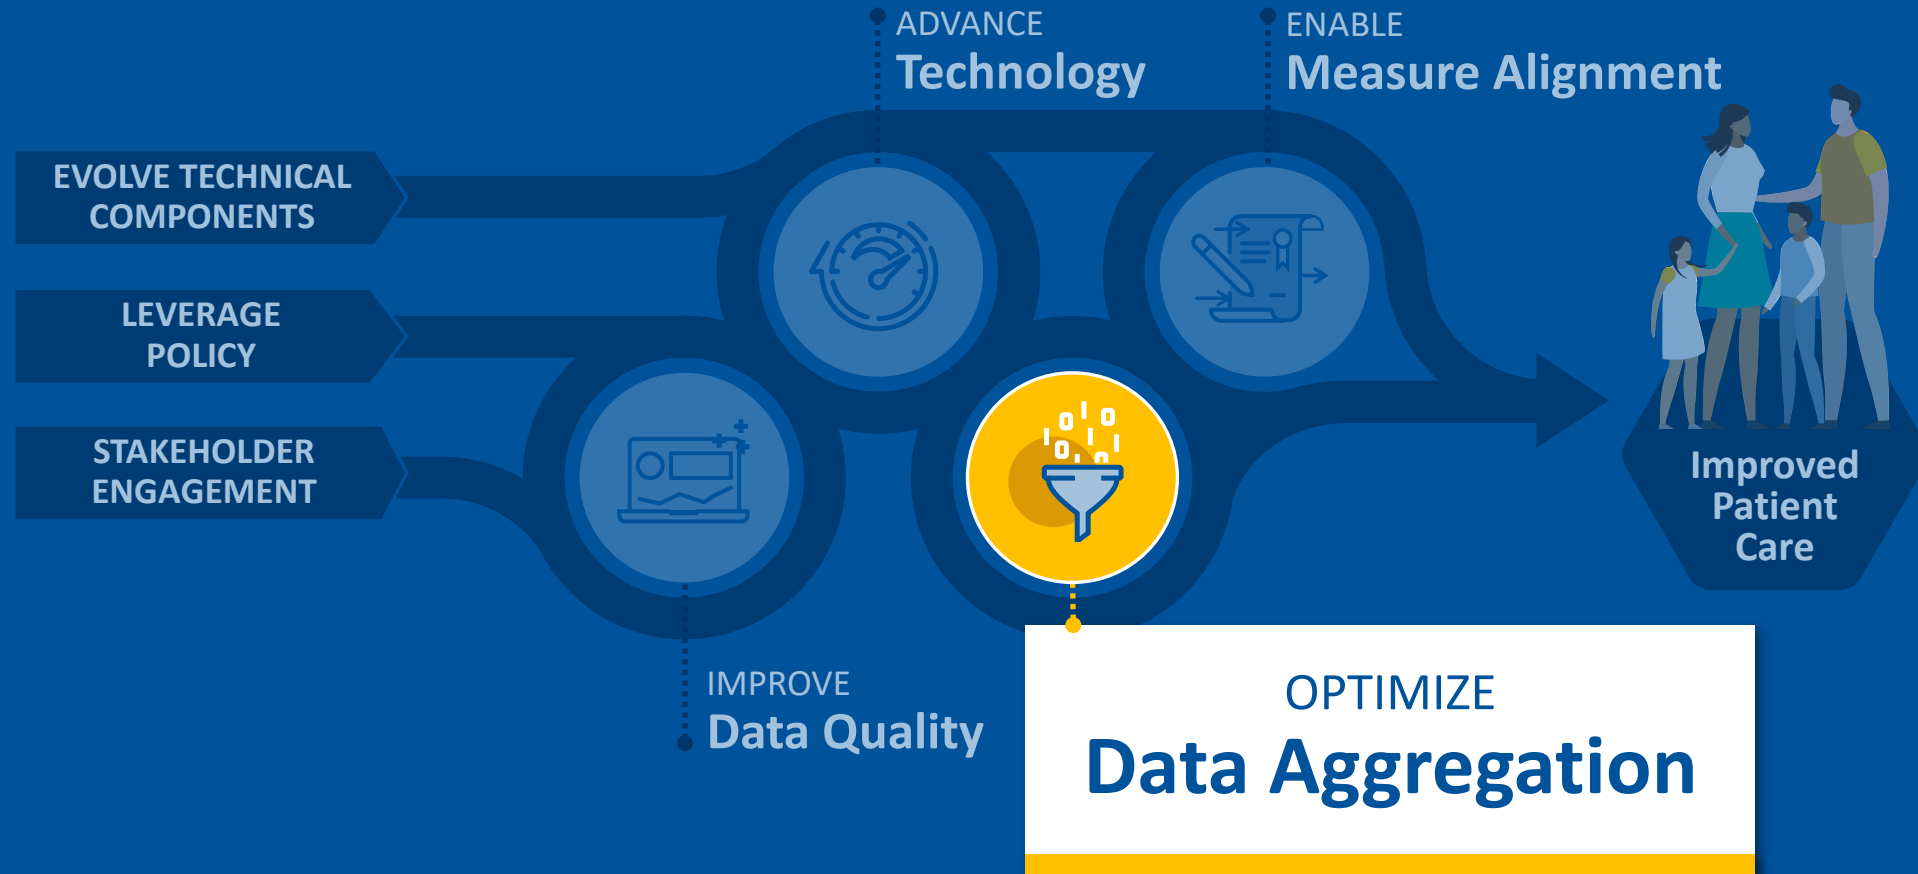 ADVANCE
Technology
ENABLE
Measure Alignment
EVOLVE TECHNICAL
COMPONENTS
LEVERAGE
POLICY
STAKEHOLDER
ENGAGEMENT
IMPROVE
Data Quality
OPTIMIZE
Data Aggregation
Improved
Patient
Care